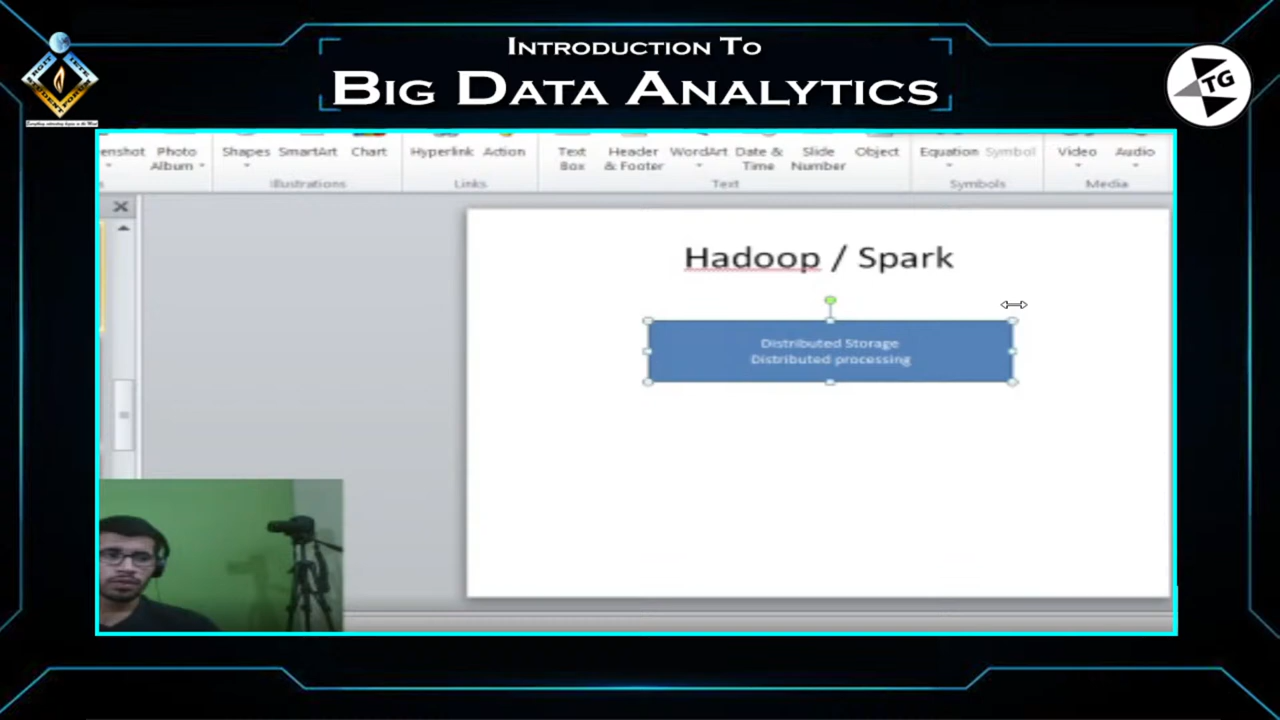 INTRODUCTION TO
BIG DATA ANALYTICS
TG
enshot
Photo
Album
Shapes
SmartArt
Chart
Hyperlink
Action
Text
Box
Header
& Footer
WordArt
Date &
Time
Slide
Number
Object
Equation
Symbol
Video
Audio
s
Illustrations
Links
Text
Symbols
Media
Hadoop / Spark
Distributed Storage
Distributed processing